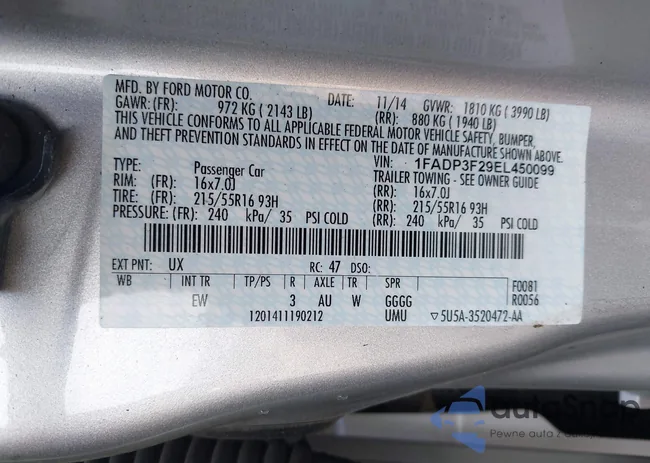 MFD. BY FORD MOTOR CO. DATE: 11/14 GVWR: 1810 KG ( 3990 LB)
GAWR: (FR): 972 KG ( 2143 LB) (RR): 880 KG ( 1940 LB)
THIS VEHICLE CONFORMS TO ALL APPLICABLE FEDERAL MOTOR VEHICLE SAFETY, BUMPER,
AND THEFT PREVENTION STANDARDS IN EFFECT ON THE DATE OF MANUFACTURE SHOWN ABOVE.
VIN: 1FADP3F29EL450099
TYPE: Passenger Car TRAILER TOWING - SEE OWNER GUIDE
RIM: (FR): 16x7.0J (RR): 16x7.0J
TIRE: (FR): 215/55R16 93H (RR): 215/55R16 93H
PRESSURE: (FR): 240 kPa/ 35 PSI COLD (RR): 240 kPa/ 35 PSI COLD
EXT PNT: UX RC: 47 DSO:
WB INT TR TP/PS R AXLE TR SPR F0081
EW 3 AU W GGGG R0056
1201411190212 UMU ▽5U5A-3520472-AA
autoSnap
Pewne auta z